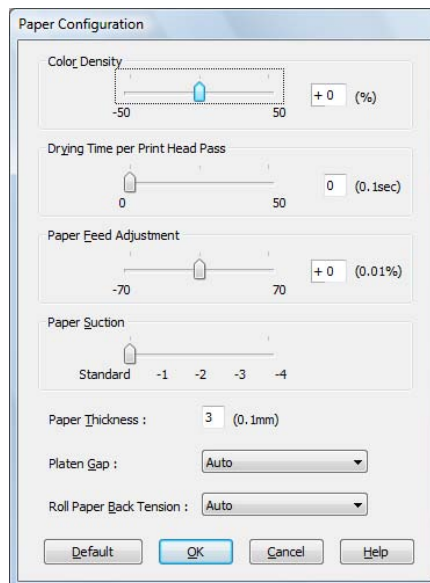 Paper Configuration
Color Density
-50 50 +0 (%)
Drying Time per Print Head Pass
0 50 0 (0.1sec)
Paper Feed Adjustment
-70 70 +0 (0.01%)
Paper Suction
Standard -1 -2 -3 -4
Paper Thickness : 3 (0.1mm)
Platen Gap : Auto
Roll Paper Back Tension : Auto
Default OK Cancel Help